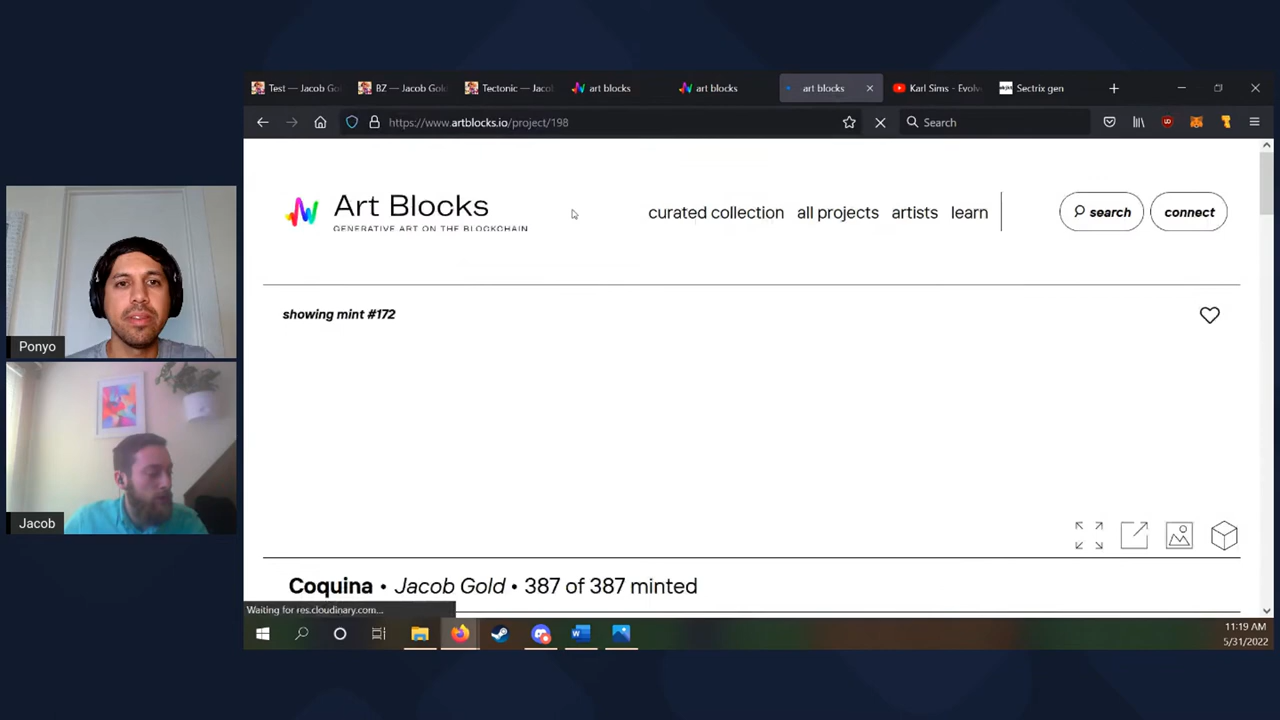 Test — Jacob Go
BZ — Jacob Gold
Tectonic — Jaco
art blocks
art blocks
art blocks
Karl Sims - Evolv
Sectrix gen
https://www.artblocks.io/project/198
Search
Art Blocks
GENERATIVE ART ON THE BLOCKCHAIN
curated collection
all projects
artists
learn
search
connect
showing mint #172
Ponyo
Jacob
Coquina • Jacob Gold • 387 of 387 minted
Waiting for res.cloudinary.com...
11:19 AM
5/31/2022